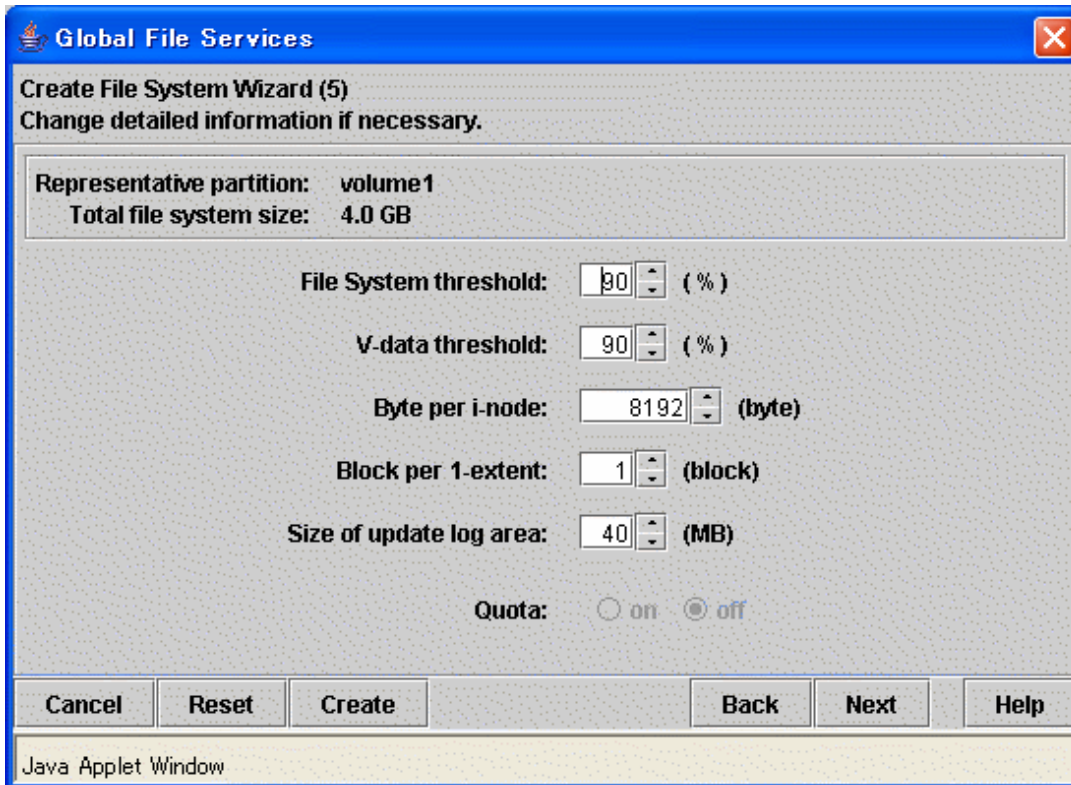 Global File Services
Create File System Wizard (5)
Change detailed information if necessary.
Representative partition: volume1
Total file system size: 4.0 GB
File System threshold: 90 ( % )
V-data threshold: 90 ( % )
Byte per i-node: 8192 (byte)
Block per 1-extent: 1 (block)
Size of update log area: 40 (MB)
Quota: on off
Cancel Reset Create Back Next Help
Java Applet Window